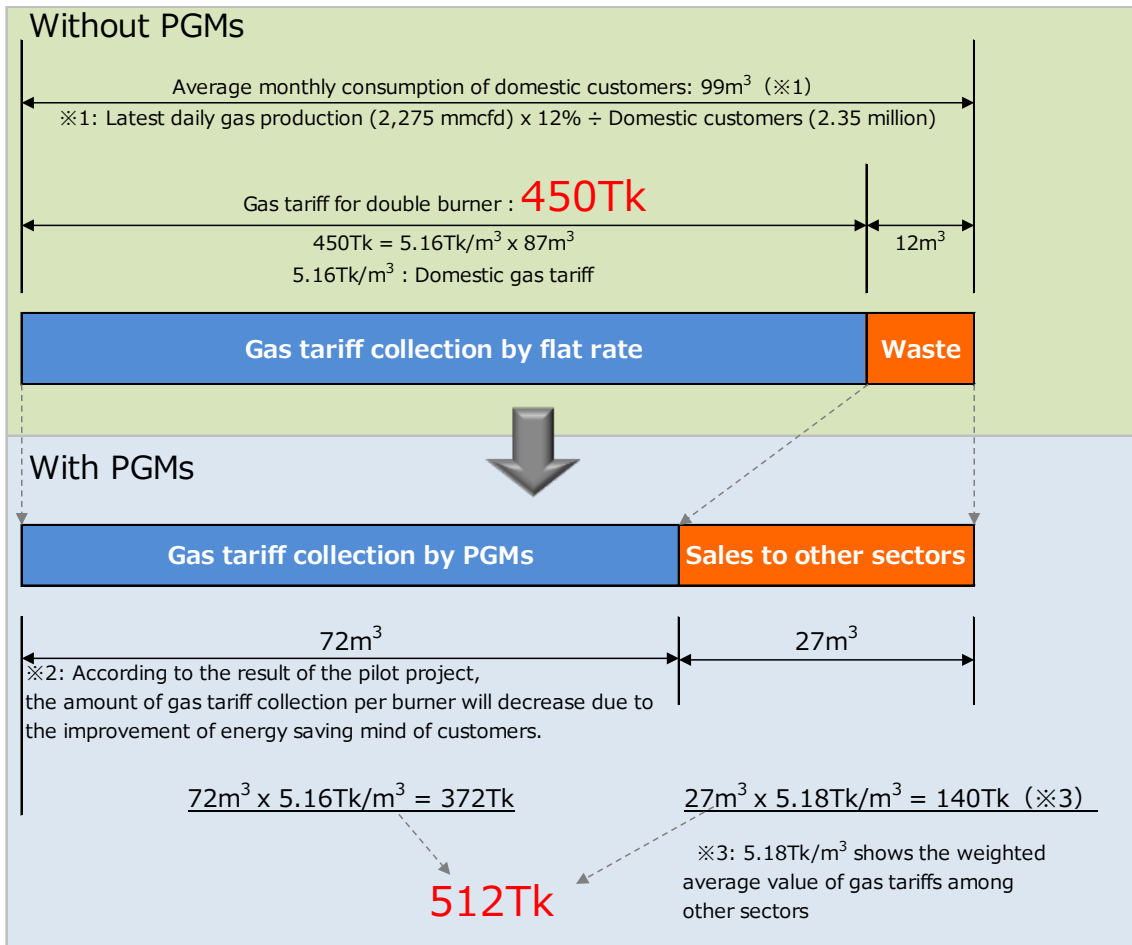 Without PGMs
Average monthly consumption of domestic customers: 99m³（※1）
※1: Latest daily gas production (2,275 mmcfd) x 12% ÷ Domestic customers (2.35 million)
Gas tariff for double burner : 450Tk
450Tk = 5.16Tk/m³ x 87m³
12m³
5.16Tk/m³ : Domestic gas tariff
Gas tariff collection by flat rate
Waste
With PGMs
Gas tariff collection by PGMs
Sales to other sectors
72m³
27m³
※2: According to the result of the pilot project,
the amount of gas tariff collection per burner will decrease due to
the improvement of energy saving mind of customers.
72m³ x 5.16Tk/m³ = 372Tk
27m³ x 5.18Tk/m³ = 140Tk（※3）
※3: 5.18Tk/m³ shows the weighted
average value of gas tariffs among
other sectors
512Tk